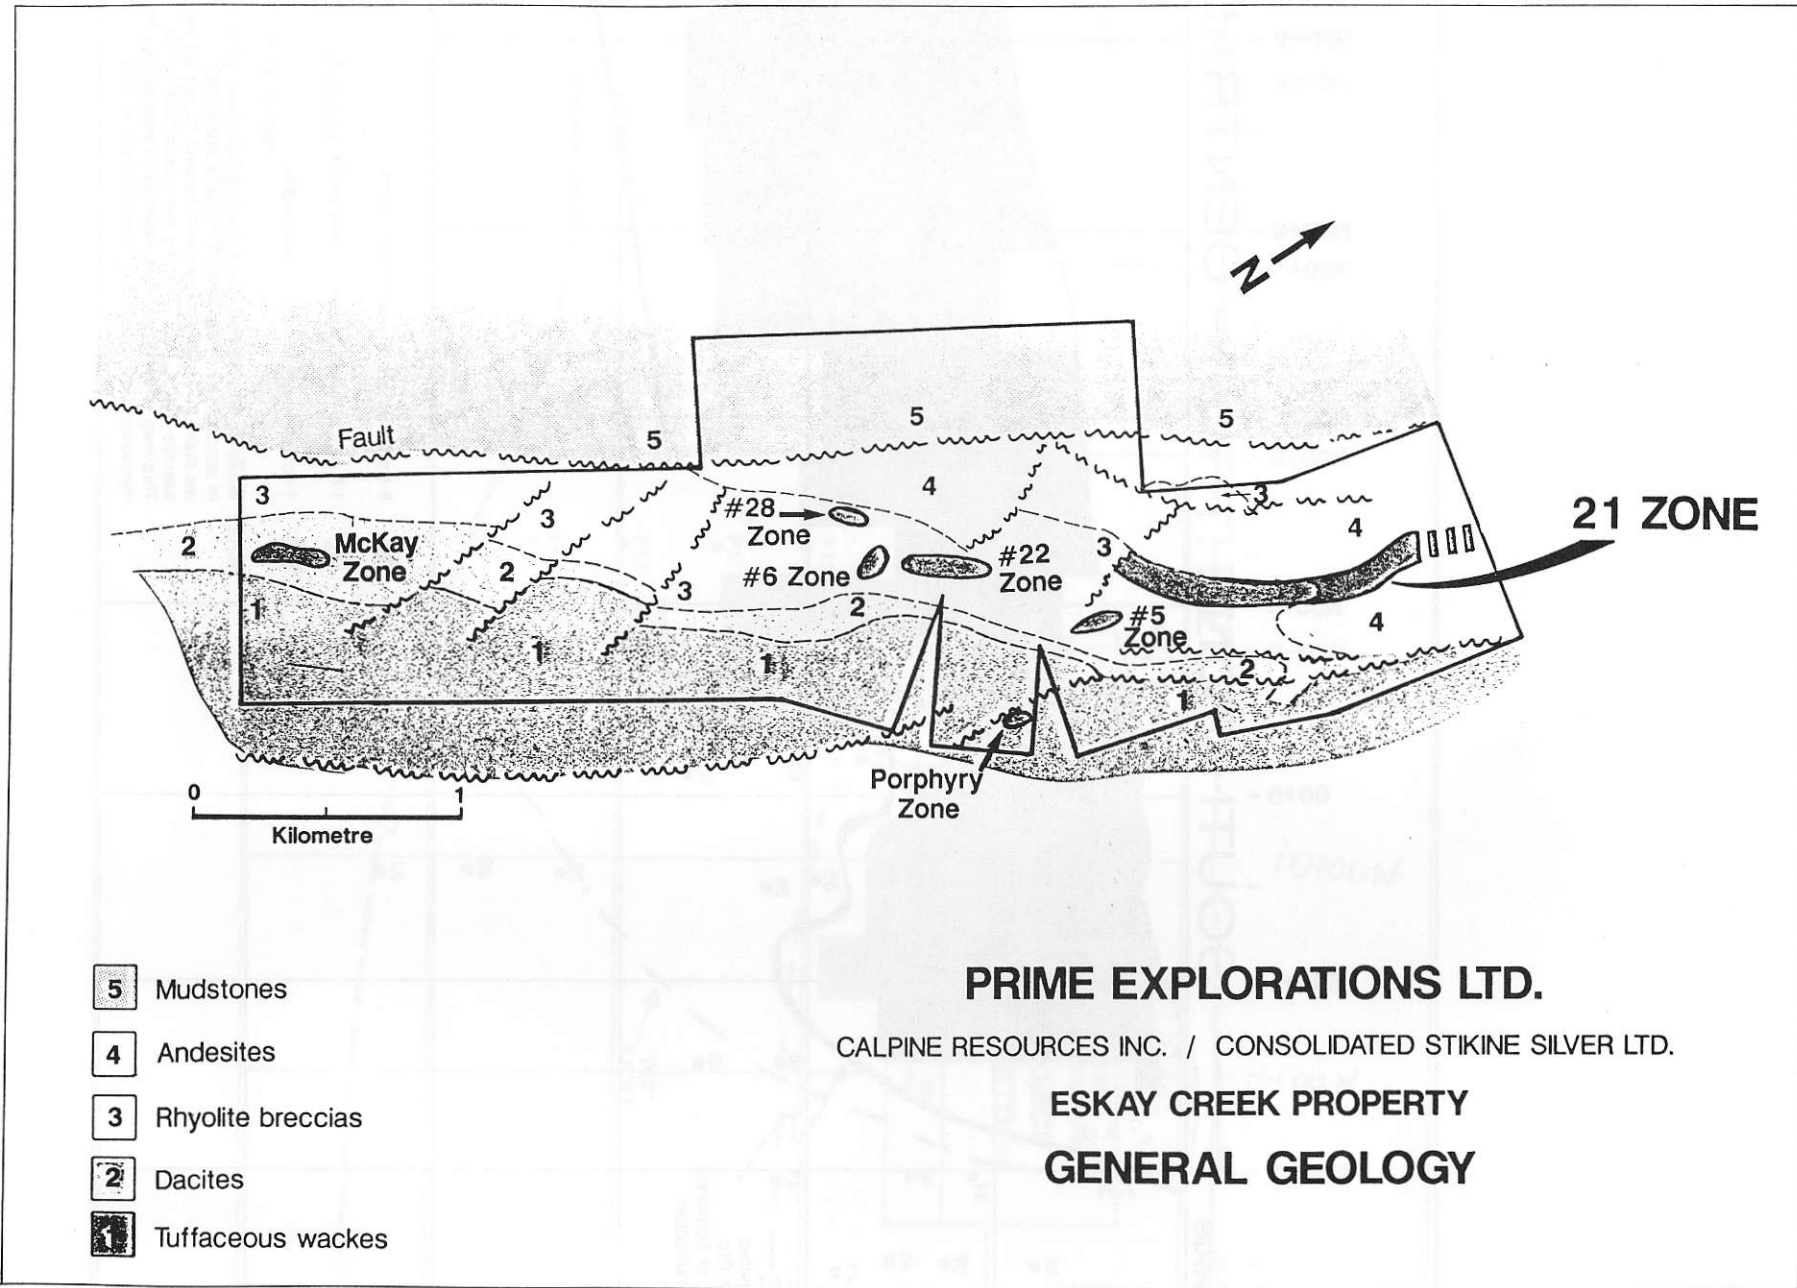 N
5
5
Fault
5
3
4
3
#28
Zone
3
21 ZONE
4
2
McKay
Zone
2
#6 Zone
#22
Zone
3
3
2
1
#5
Zone
4
1
1
2
1
Porphyry
Zone
0 1
Kilometre
5 Mudstones
4 Andesites
3 Rhyolite breccias
2 Dacites
1 Tuffaceous wackes
PRIME EXPLORATIONS LTD.
CALPINE RESOURCES INC. / CONSOLIDATED STIKINE SILVER LTD.
ESKAY CREEK PROPERTY
GENERAL GEOLOGY